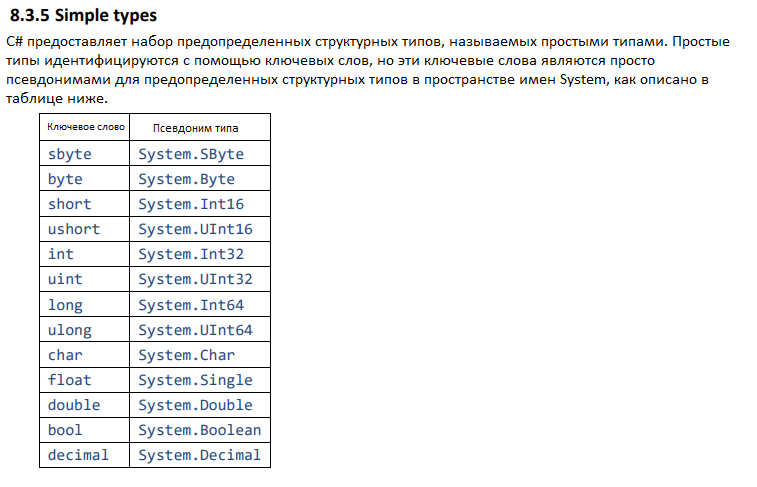 8.3.5 Simple types
C# предоставляет набор предопределенных структурных типов, называемых простыми типами. Простые
типы идентифицируются с помощью ключевых слов, но эти ключевые слова являются просто
псевдонимами для предопределенных структурных типов в пространстве имен System, как описано в
таблице ниже.
Ключевое слово Псевдоним типа
sbyte System.SByte
byte System.Byte
short System.Int16
ushort System.UInt16
int System.Int32
uint System.UInt32
long System.Int64
ulong System.UInt64
char System.Char
float System.Single
double System.Double
bool System.Boolean
decimal System.Decimal